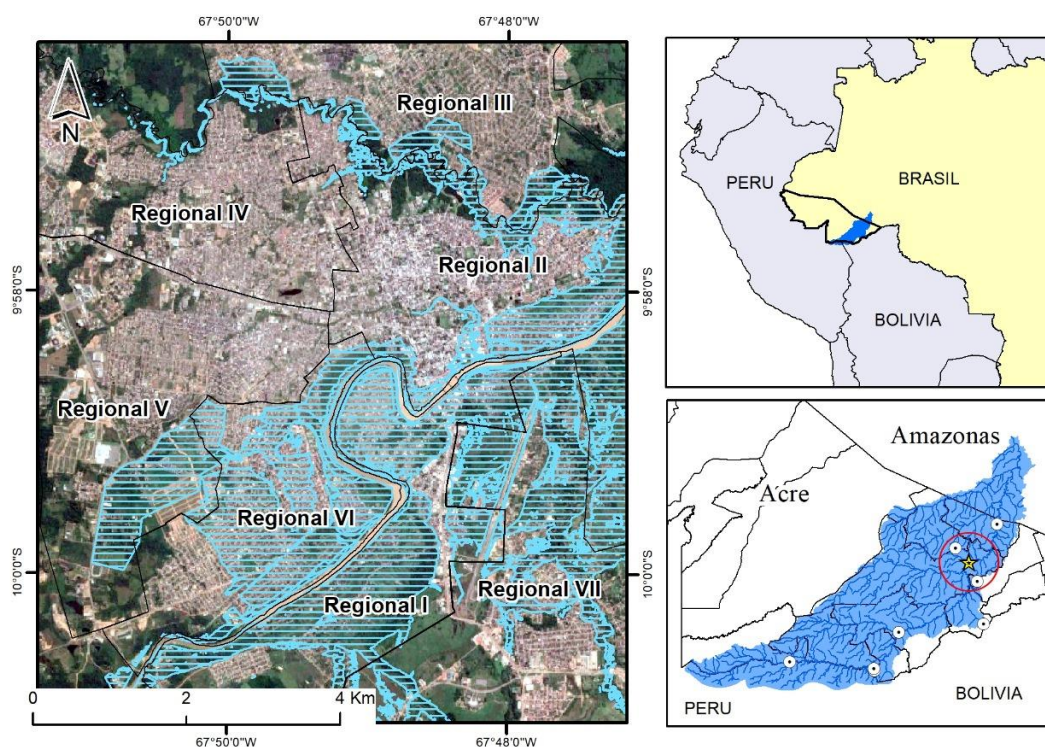 67°50'0"W
67°48'0"W
N
Regional III
Regional IV
Regional II
9°58'0"S
9°58'0"S
Regional V
Regional VI
10°0'0"S
10°0'0"S
Regional I
Regional VII
0
2
4 Km
67°50'0"W
67°48'0"W
PERU
BRASIL
BOLIVIA
Amazonas
Acre
BOLIVIA
PERU